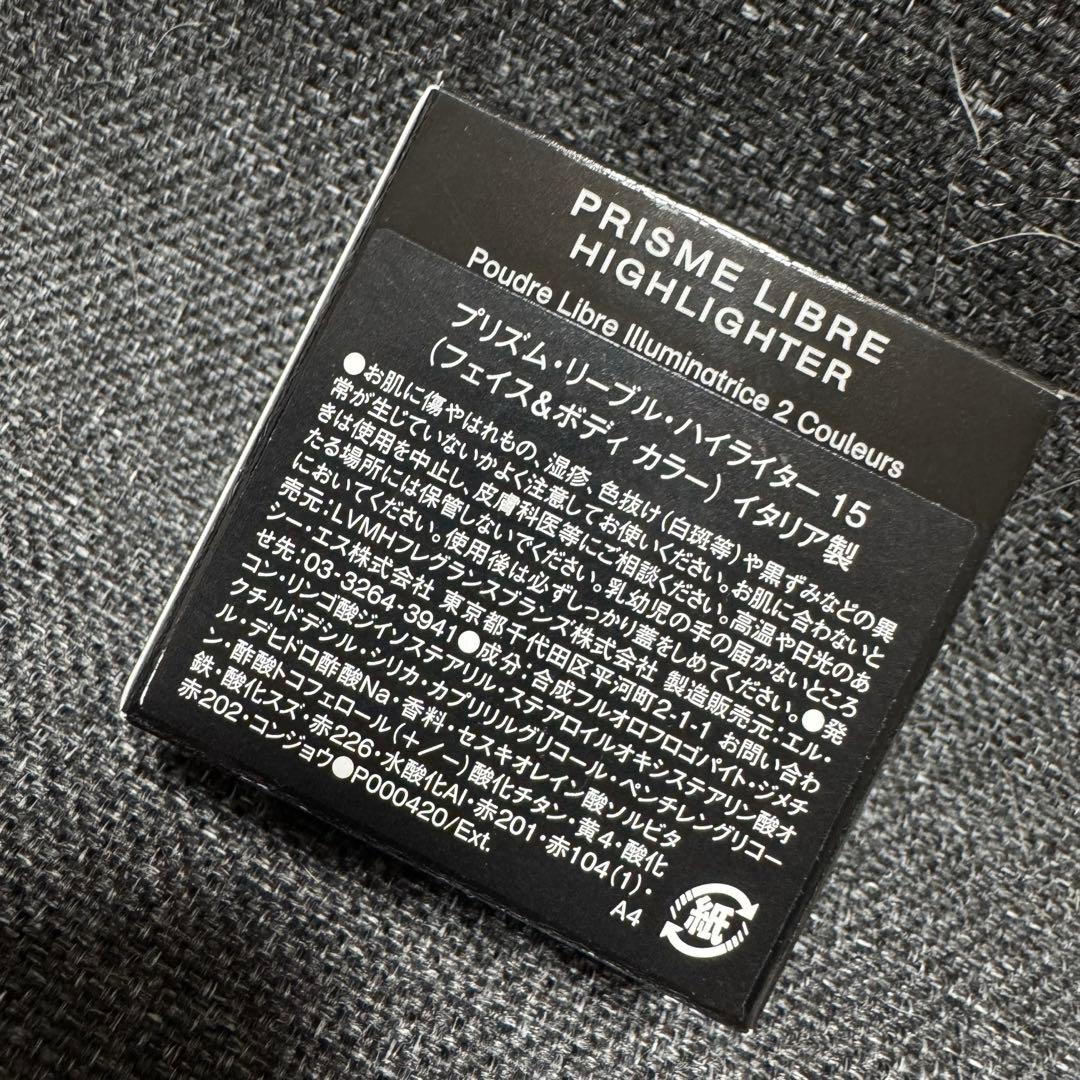 PRISME LIBRE
HIGHLIGHTER
Poudre Libre Illuminatrice 2 Couleurs
プリズム・リーブル・ハイライター 15
(フェイス&ボディ カラー) イタリア製
●お肌に傷やはれもの、湿疹、色抜け(白斑等)や黒ずみなどの異
常が生じていないかよく注意してお使いください。お肌に合わないと
きは使用を中止し、皮膚科医等にご相談ください。高温や日光のあ
たる場所には保管しないでください。乳幼児の手の届かないところ
においてください。使用後は必ずしっかり蓋をしめてください。●発
売元:LVMHフレグランスブランズ株式会社 製造販売元:エル・
シー・エス株式会社 東京都千代田区平河町2-1-1 お問い合わ
せ先:03-3264-3941●成分:合成フルオロフロゴパイト・ジメチ
コン・リンゴ酸ジイソステアリル・ステアロイルオキシステアリン酸オ
クチルドデシル・シリカ・カプリリルグリコール・ペンチレングリコー
ル・デヒドロ酢酸Na・香料・セスキオレイン酸ソルビタ
ン・酢酸トコフェロール(+/-)酸化チタン・黄4・酸化
鉄・酸化スズ・赤226・水酸化Al・赤201・赤104(1)・
赤202・コンジョウ●P000420/Ext.
A4
紙